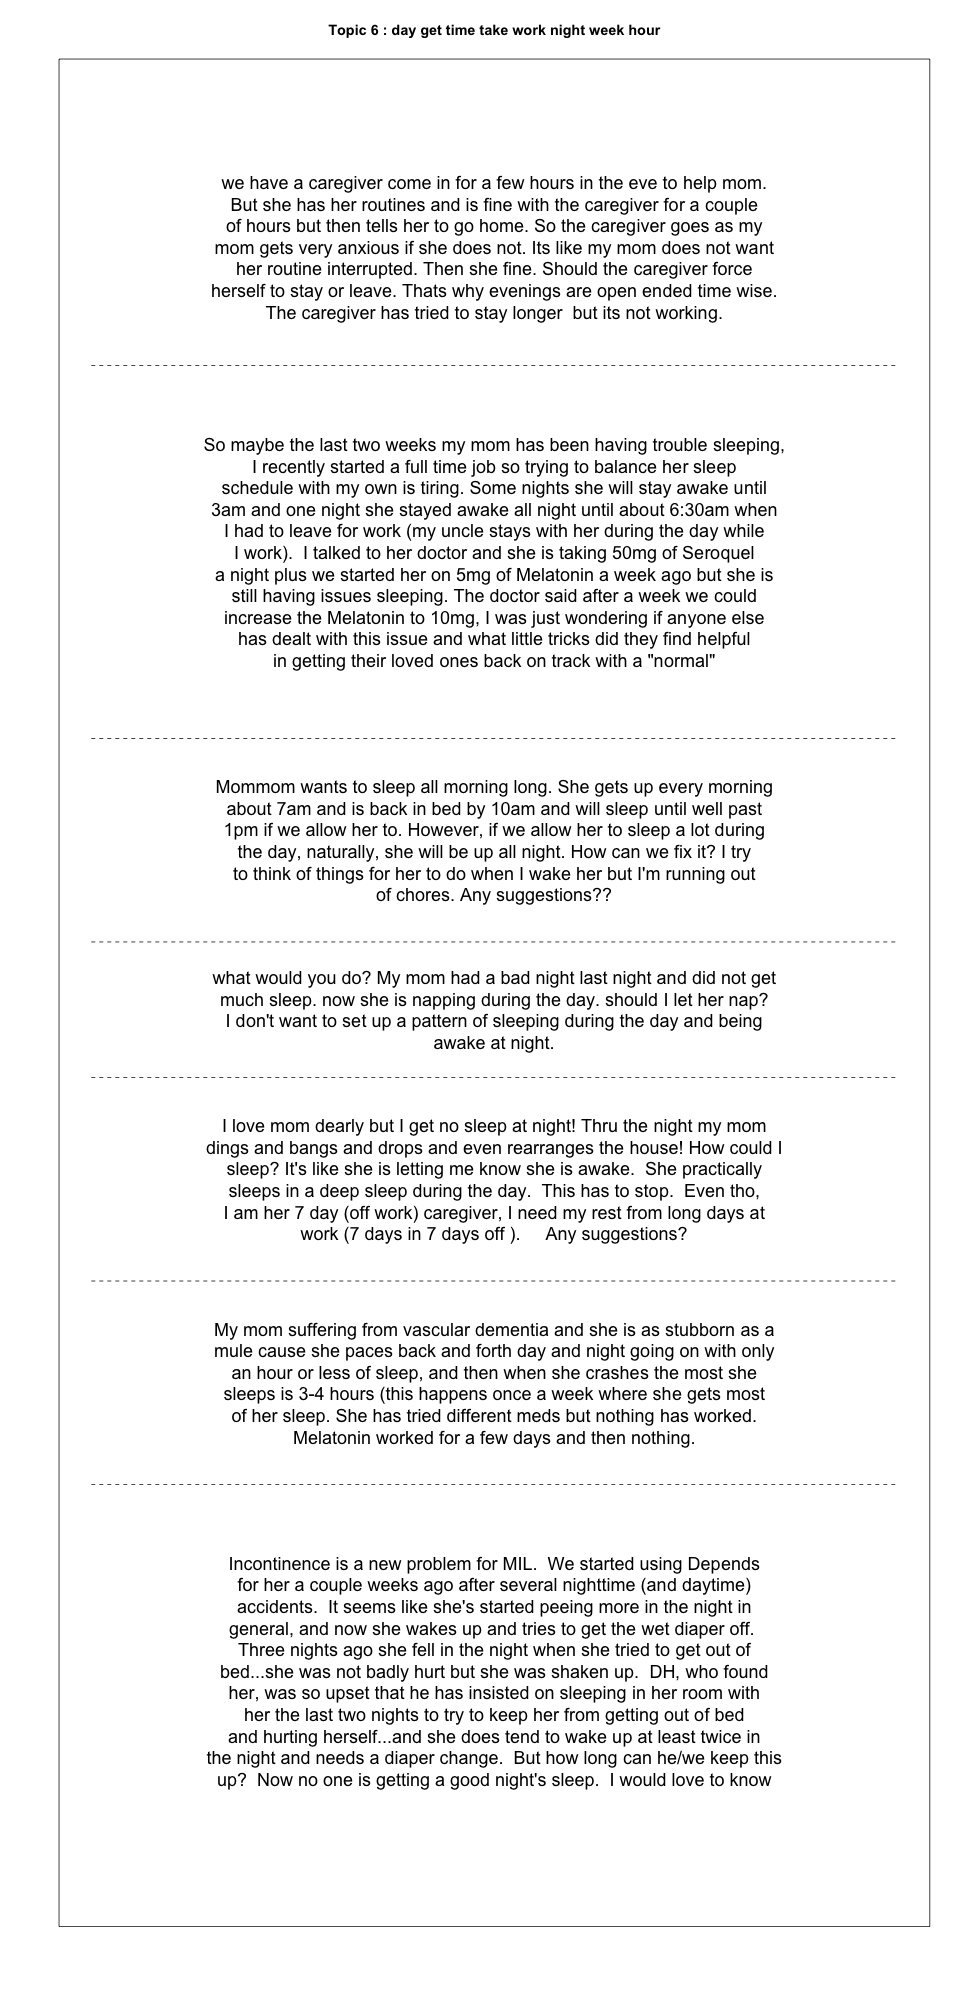 Topic 6 : day get time take work night week hour
we have a caregiver come in for a few hours in the eve to help mom.
But she has her routines and is fine with the caregiver for a couple
of hours but then tells her to go home. So the caregiver goes as my
mom gets very anxious if she does not. Its like my mom does not want
her routine interrupted. Then she fine. Should the caregiver force
herself to stay or leave. Thats why evenings are open ended time wise.
The caregiver has tried to stay longer  but its not working.
So maybe the last two weeks my mom has been having trouble sleeping,
I recently started a full time job so trying to balance her sleep
schedule with my own is tiring. Some nights she will stay awake until
3am and one night she stayed awake all night until about 6:30am when
I had to leave for work (my uncle stays with her during the day while
I work).  I talked to her doctor and she is taking 50mg of Seroquel
a night plus we started her on 5mg of Melatonin a week ago but she is
still having issues sleeping. The doctor said after a week we could
increase the Melatonin to 10mg, I was just wondering if anyone else
has dealt with this issue and what little tricks did they find helpful
in getting their loved ones back on track with a "normal"
Mommom wants to sleep all morning long. She gets up every morning
about 7am and is back in bed by 10am and will sleep until well past
1pm if we allow her to. However, if we allow her to sleep a lot during
the day, naturally, she will be up all night. How can we fix it? I try
to think of things for her to do when I wake her but I'm running out
of chores. Any suggestions??
what would you do? My mom had a bad night last night and did not get
much sleep. now she is napping during the day. should I let her nap?
I don't want to set up a pattern of sleeping during the day and being
awake at night.
I love mom dearly but I get no sleep at night! Thru the night my mom
dings and bangs and drops and even rearranges the house! How could I
sleep? It's like she is letting me know she is awake.  She practically
sleeps in a deep sleep during the day.  This has to stop.  Even tho,
I am her 7 day (off work) caregiver, I need my rest from long days at
work (7 days in 7 days off ).     Any suggestions?
My mom suffering from vascular dementia and she is as stubborn as a
mule cause she paces back and forth day and night going on with only
an hour or less of sleep, and then when she crashes the most she
sleeps is 3-4 hours (this happens once a week where she gets most
of her sleep. She has tried different meds but nothing has worked.
Melatonin worked for a few days and then nothing.
Incontinence is a new problem for MIL.  We started using Depends
for her a couple weeks ago after several nighttime (and daytime)
accidents.  It seems like she's started peeing more in the night in
general, and now she wakes up and tries to get the wet diaper off.
Three nights ago she fell in the night when she tried to get out of
bed...she was not badly hurt but she was shaken up.  DH, who found
her, was so upset that he has insisted on sleeping in her room with
her the last two nights to try to keep her from getting out of bed
and hurting herself...and she does tend to wake up at least twice in
the night and needs a diaper change.  But how long can he/we keep this
up?  Now no one is getting a good night's sleep.  I would love to know